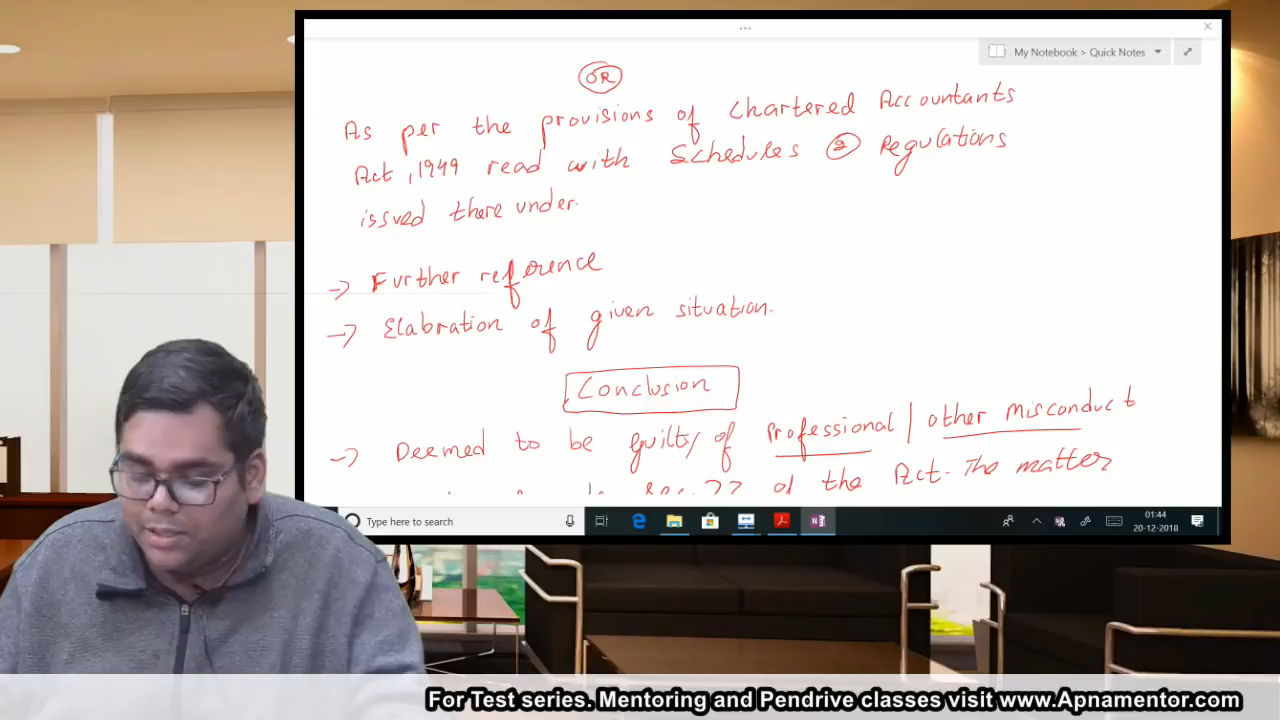 ...
My Notebook > Quick Notes
OR
As per the provisions of Chartered Accountants
Act, 1949 read with Schedules & Regulations
issued there under.
→ Further reference
→ Elabration of given situation.
Conclusion
→ Deemed to be guilty of Professional / other misconduct
Sec. 22 of the Act. The matter
Type here to search
01:44
20-12-2018
For Test series. Mentoring and Pendrive classes visit www.Apnamentor.com